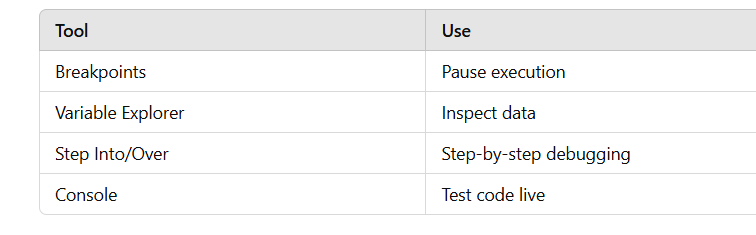 Tool Use
Breakpoints Pause execution
Variable Explorer Inspect data
Step Into/Over Step-by-step debugging
Console Test code live